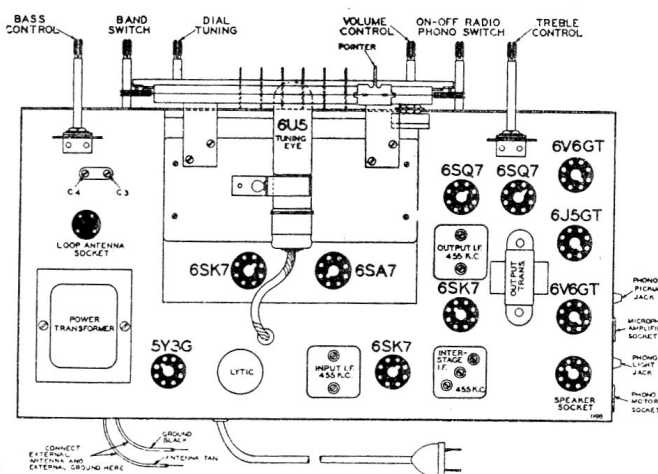 BASS
CONTROL
BAND
SWITCH
DIAL
TUNING
VOLUME
CONTROL
POINTER
ON-OFF RADIO
PHONO SWITCH
TREBLE
CONTROL
6U5
TUNING
EYE
6V6GT
6SQ7
6SQ7
C4
C3
LOOP ANTENNA
SOCKET
OUTPUT I.F.
455 K.C.
6J5GT
OUTPUT TRANS.
6SK7
6SA7
6SK7
6V6GT
PHONO
PICKUP
JACK
POWER
TRANSFORMER
AMPLIFI
SOCKET
5Y3G
LYTIC
INPUT I.F.
455 K.C.
6SK7
INTER-
STAGE
I.F.
455 K.C.
PHONO
LIGHT
JACK
SPEAKER
SOCKET
PHONO
MOTOR
SOCKET
1198
CONNECT
EXTERNAL
ANTENNA AND
EXTERNAL GROUND HERE
GROUND
BLACK
ANTENNA TAN